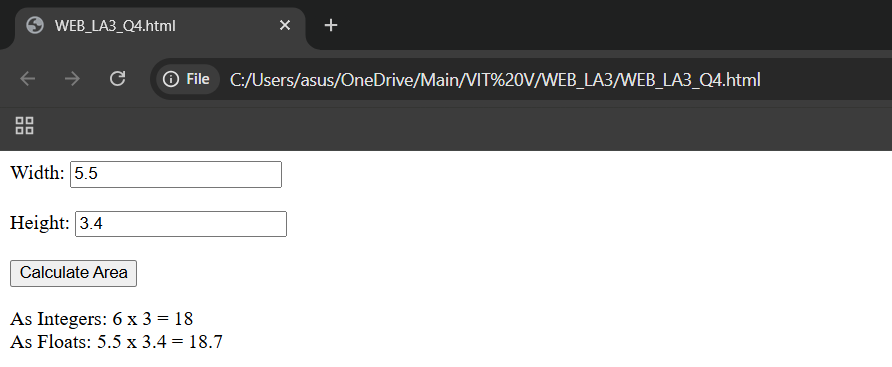 WEB_LA3_Q4.html
File C:/Users/asus/OneDrive/Main/VIT%20V/WEB_LA3/WEB_LA3_Q4.html
Width: 5.5
Height: 3.4
Calculate Area
As Integers: 6 x 3 = 18
As Floats: 5.5 x 3.4 = 18.7